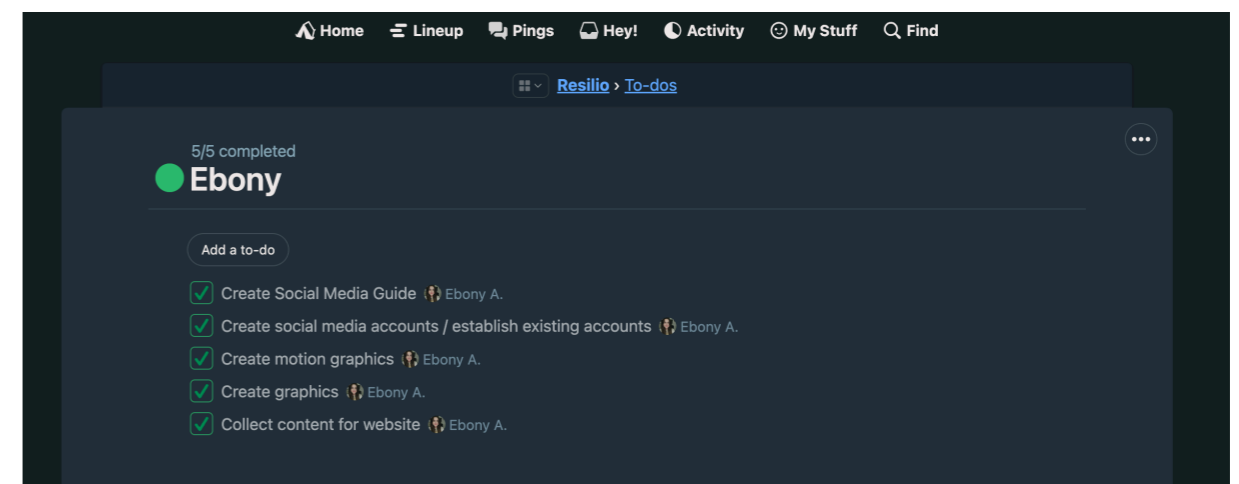 Home Lineup Pings Hey! Activity My Stuff Find
Resilio › To-dos
5/5 completed
Ebony
Add a to-do
Create Social Media Guide Ebony A.
Create social media accounts / establish existing accounts Ebony A.
Create motion graphics Ebony A.
Create graphics Ebony A.
Collect content for website Ebony A.